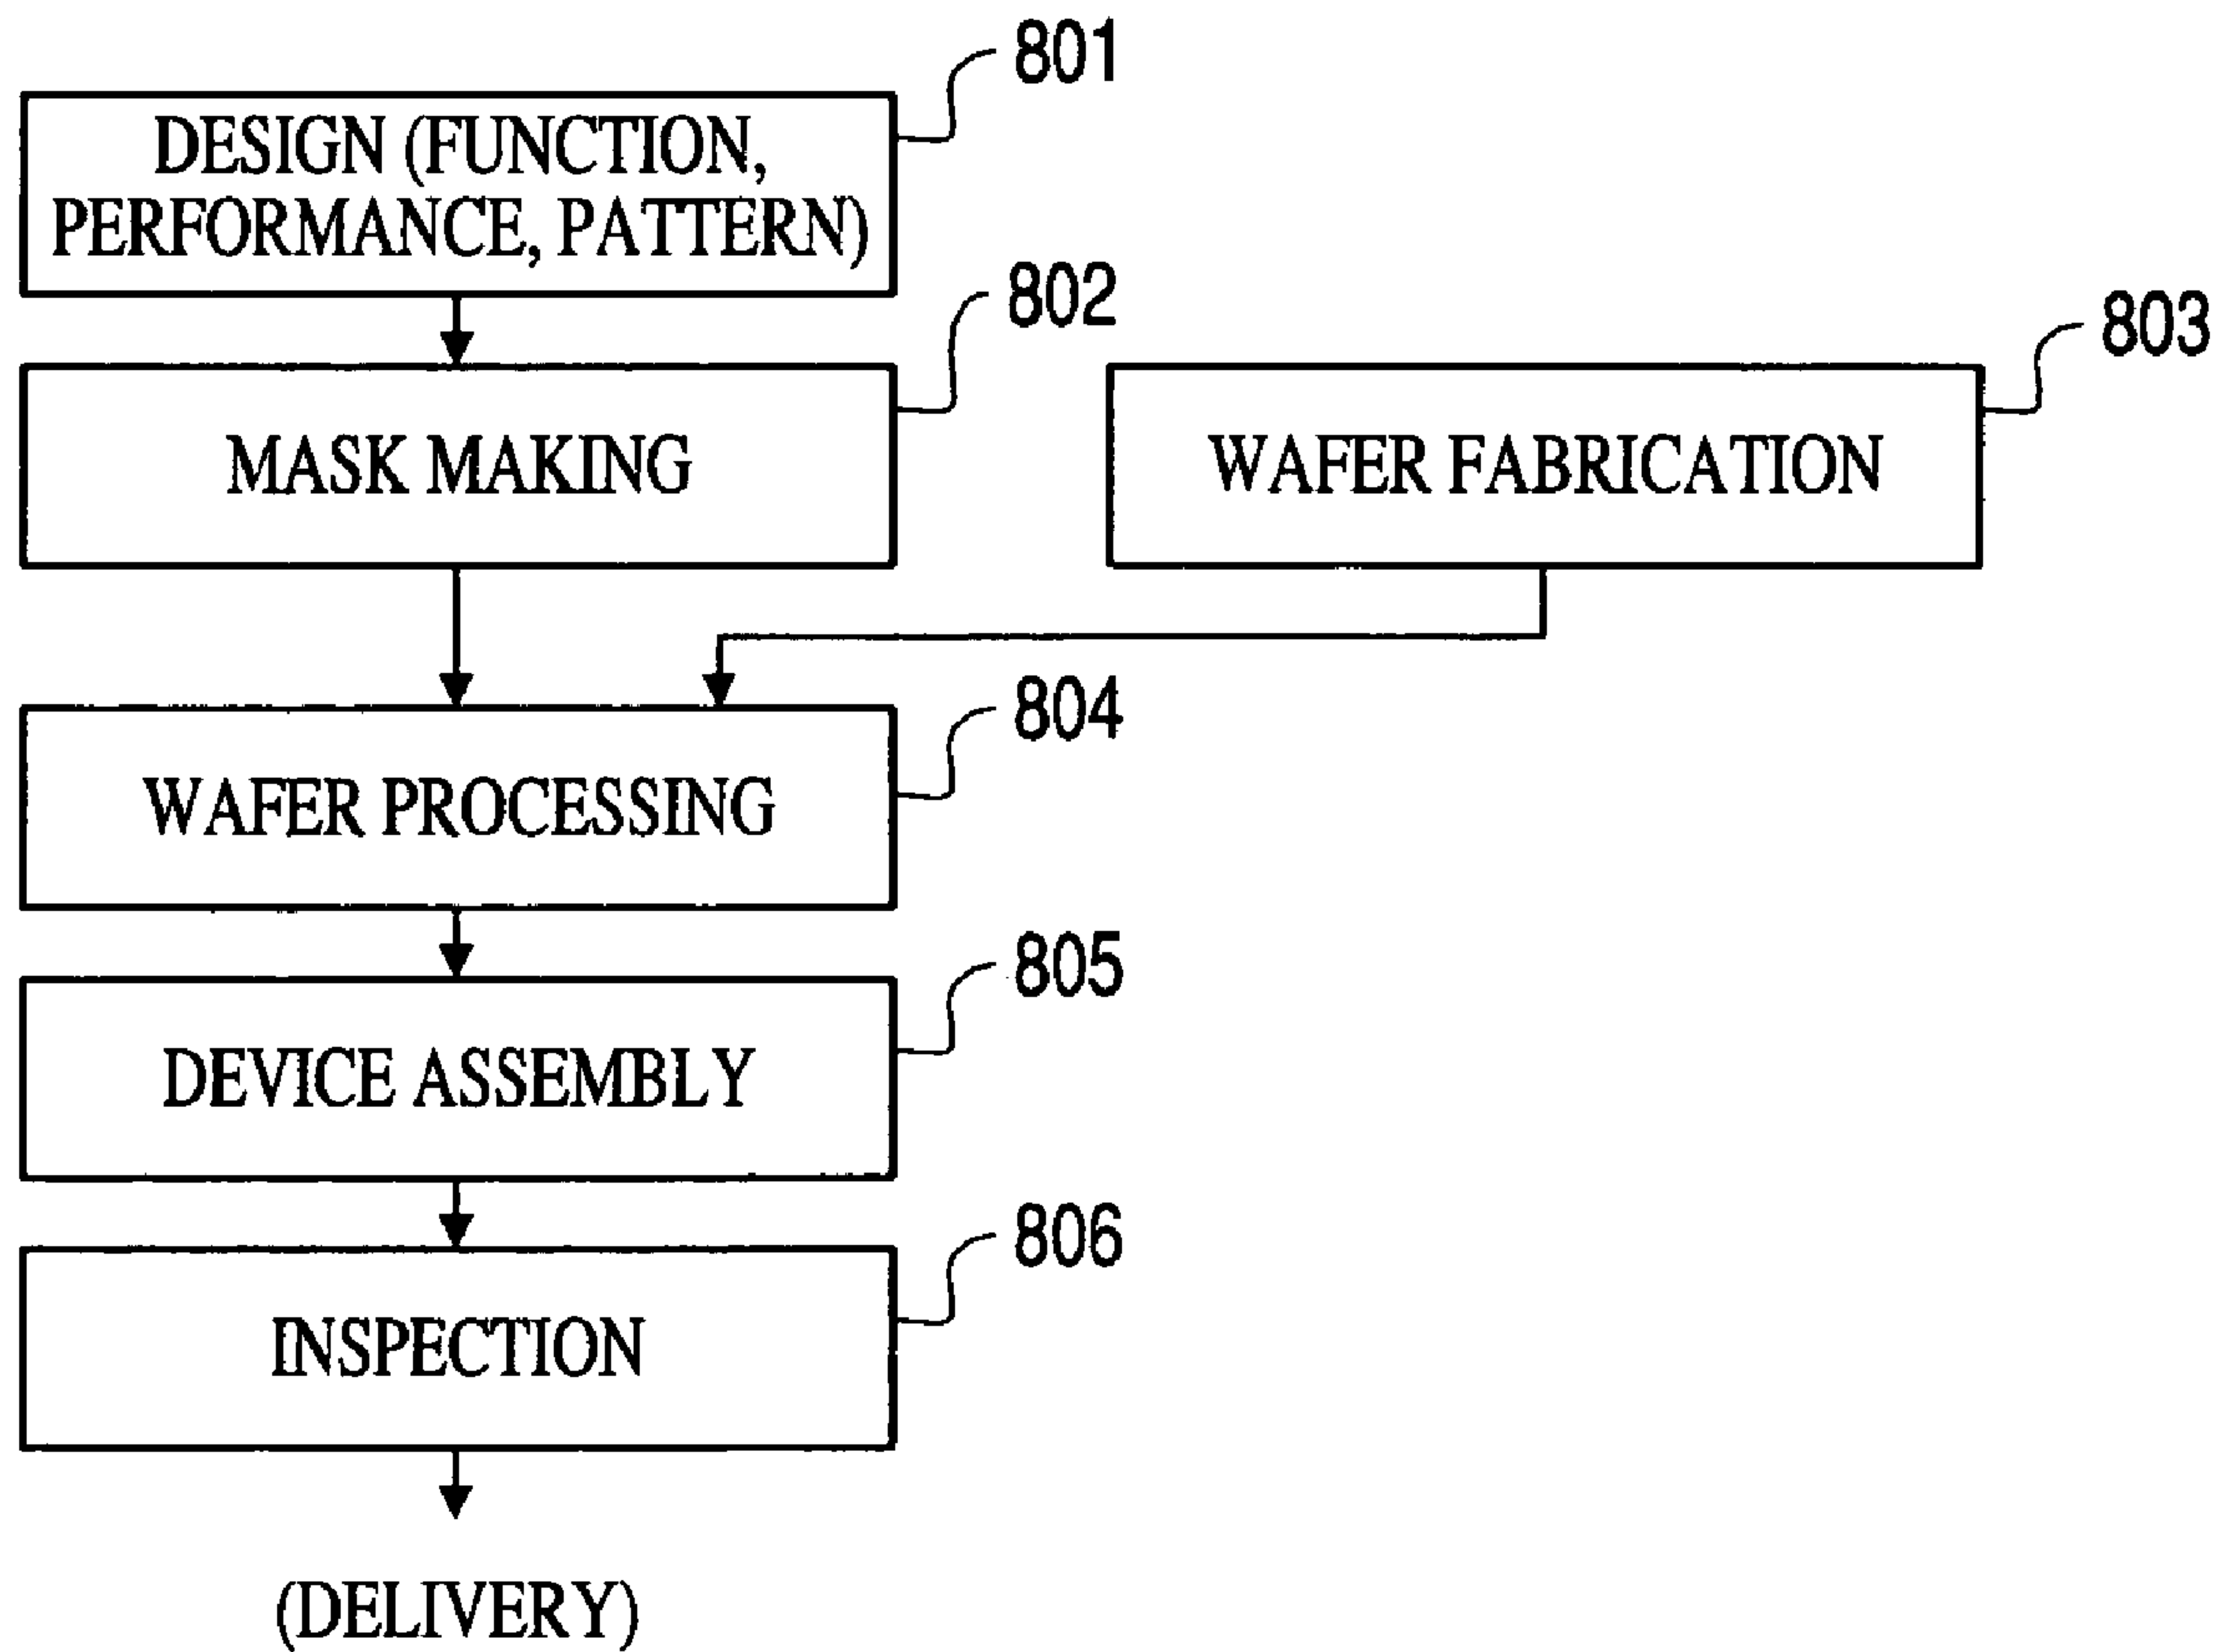 801
DESIGN (FUNCTION,
PERFORMANCE, PATTERN)
802
MASK MAKING
803
WAFER FABRICATION
804
WAFER PROCESSING
805
DEVICE ASSEMBLY
806
INSPECTION
(DELIVERY)